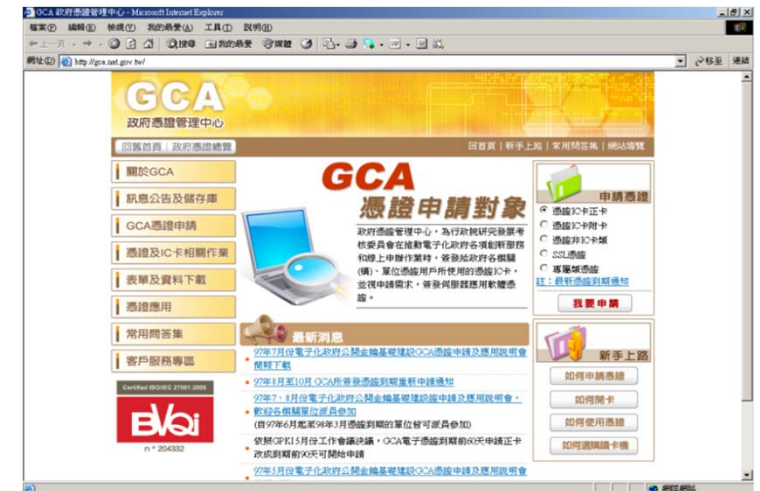 GCA 政府憑證管理中心 - Microsoft Internet Explorer
檔案(F) 編輯(E) 檢視(V) 我的最愛(A) 工具(T) 說明(H)
上一頁 搜尋 我的最愛 媒體
網址(D) http://gca.nat.gov.tw/ 移至 連結
GCA
政府憑證管理中心
回舊首頁 | 政府憑證總覽
回首頁 | 新手上路 | 常用問答集 | 網站導覽
關於GCA
訊息公告及儲存庫
GCA憑證申請
憑證及IC卡相關作業
表單及資料下載
憑證應用
常用問答集
客戶服務專區
Certified ISO/IEC 27001:2005
BVQi
n° 204332
GCA
憑證申請對象
政府憑證管理中心，為行政院研究發展考
核委員會在推動電子化政府各項創新服務
和線上申辦作業時，簽發給政府各機關
(構)、單位憑證用戶所使用的憑證IC卡，
並視申請需求，簽發伺服器應用軟體憑
證。
最新消息
97年7月份電子化政府公開金鑰基礎建設GCA憑證申請及應用說明會
簡報下載
97年8月至10月 GCA所簽發憑證到期重新申請通知
97年7、8月份電子化政府公開金鑰基礎建設憑證申請及應用說明會，
歡迎各機關單位派員參加
(自97年6月起至98年3月憑證到期的單位皆可派員參加)
依照GPKI 5月份工作會議決議，GCA電子憑證到期前60天申請正卡
改成到期前90天可開始申請
97年5月份電子化政府公開金鑰基礎建設GCA憑證申請及應用說明會
申請憑證
憑證IC卡正卡
憑證IC卡附卡
憑證非IC卡類
SSL憑證
專屬類憑證
註：最新憑證到期通知
我要申請
新手上路
如何申請憑證
如何開卡
如何使用憑證
如何選購讀卡機
網際網路